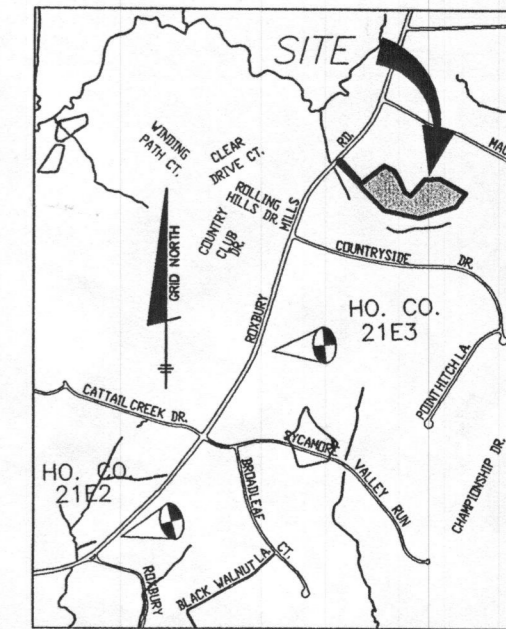 SITE
WINDING
PATH CT.
CLEAR
DRIVE CT.
ROLLING
HILLS DR.
COUNTRY
CLUB
DR.
GRID NORTH
ROXBURY MILLS RD.
COUNTRYSIDE DR.
HO. CO.
21E3
POINT HITCH LA.
CATTAIL CREEK DR.
SYCAMORE VALLEY RUN
CHAMPIONSHIP DR.
HO. CO.
21E2
BROADLEAF CT.
BLACK WALNUT LA.
ROXBURY